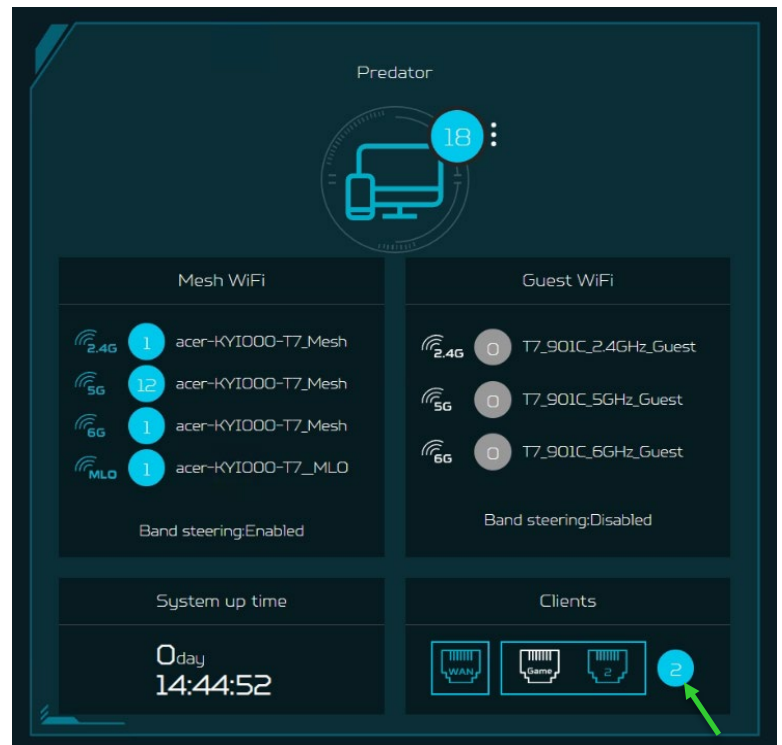 Predator
18
Mesh WiFi
2.4G 1 acer-KYI000-T7_Mesh
5G 12 acer-KYI000-T7_Mesh
6G 1 acer-KYI000-T7_Mesh
MLO 1 acer-KYI000-T7__MLO
Band steering:Enabled
Guest WiFi
2.4G 0 T7_901C_2.4GHz_Guest
5G 0 T7_901C_5GHz_Guest
6G 0 T7_901C_6GHz_Guest
Band steering:Disabled
System up time
0day
14:44:52
Clients
WAN Game 2 2